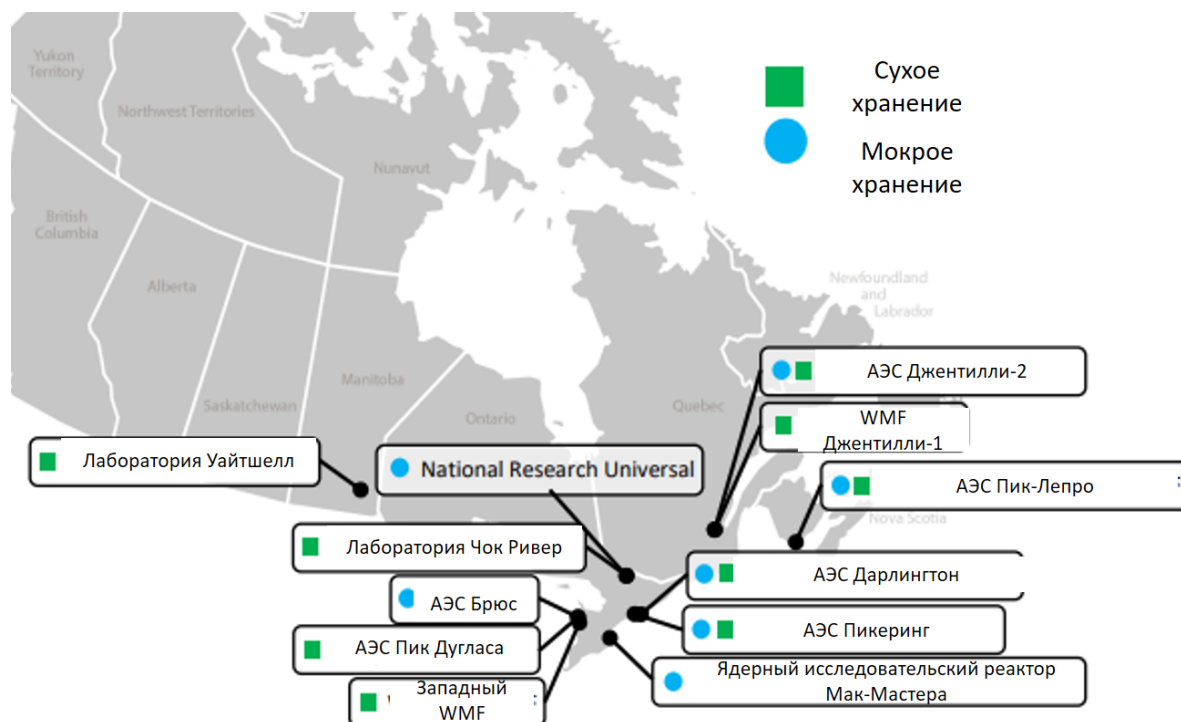 Сухое
хранение
Мокрое
хранение
Yukon
Territory
Northwest Territories
Nunavut
British
Columbia
Alberta
Newfoundland
and
Labrador
Manitoba
Saskatchewan
Ontario
Quebec
АЭС Джентилли-2
WMF
Джентилли-1
Лаборатория Уайтшелл
National Research Universal
АЭС Пик-Лепро
Nova Scotia
Лаборатория Чок Ривер
АЭС Дарлингтон
АЭС Брюс
АЭС Пикеринг
АЭС Пик Дугласа
Ядерный исследовательский реактор
Мак-Мастера
Западный
WMF